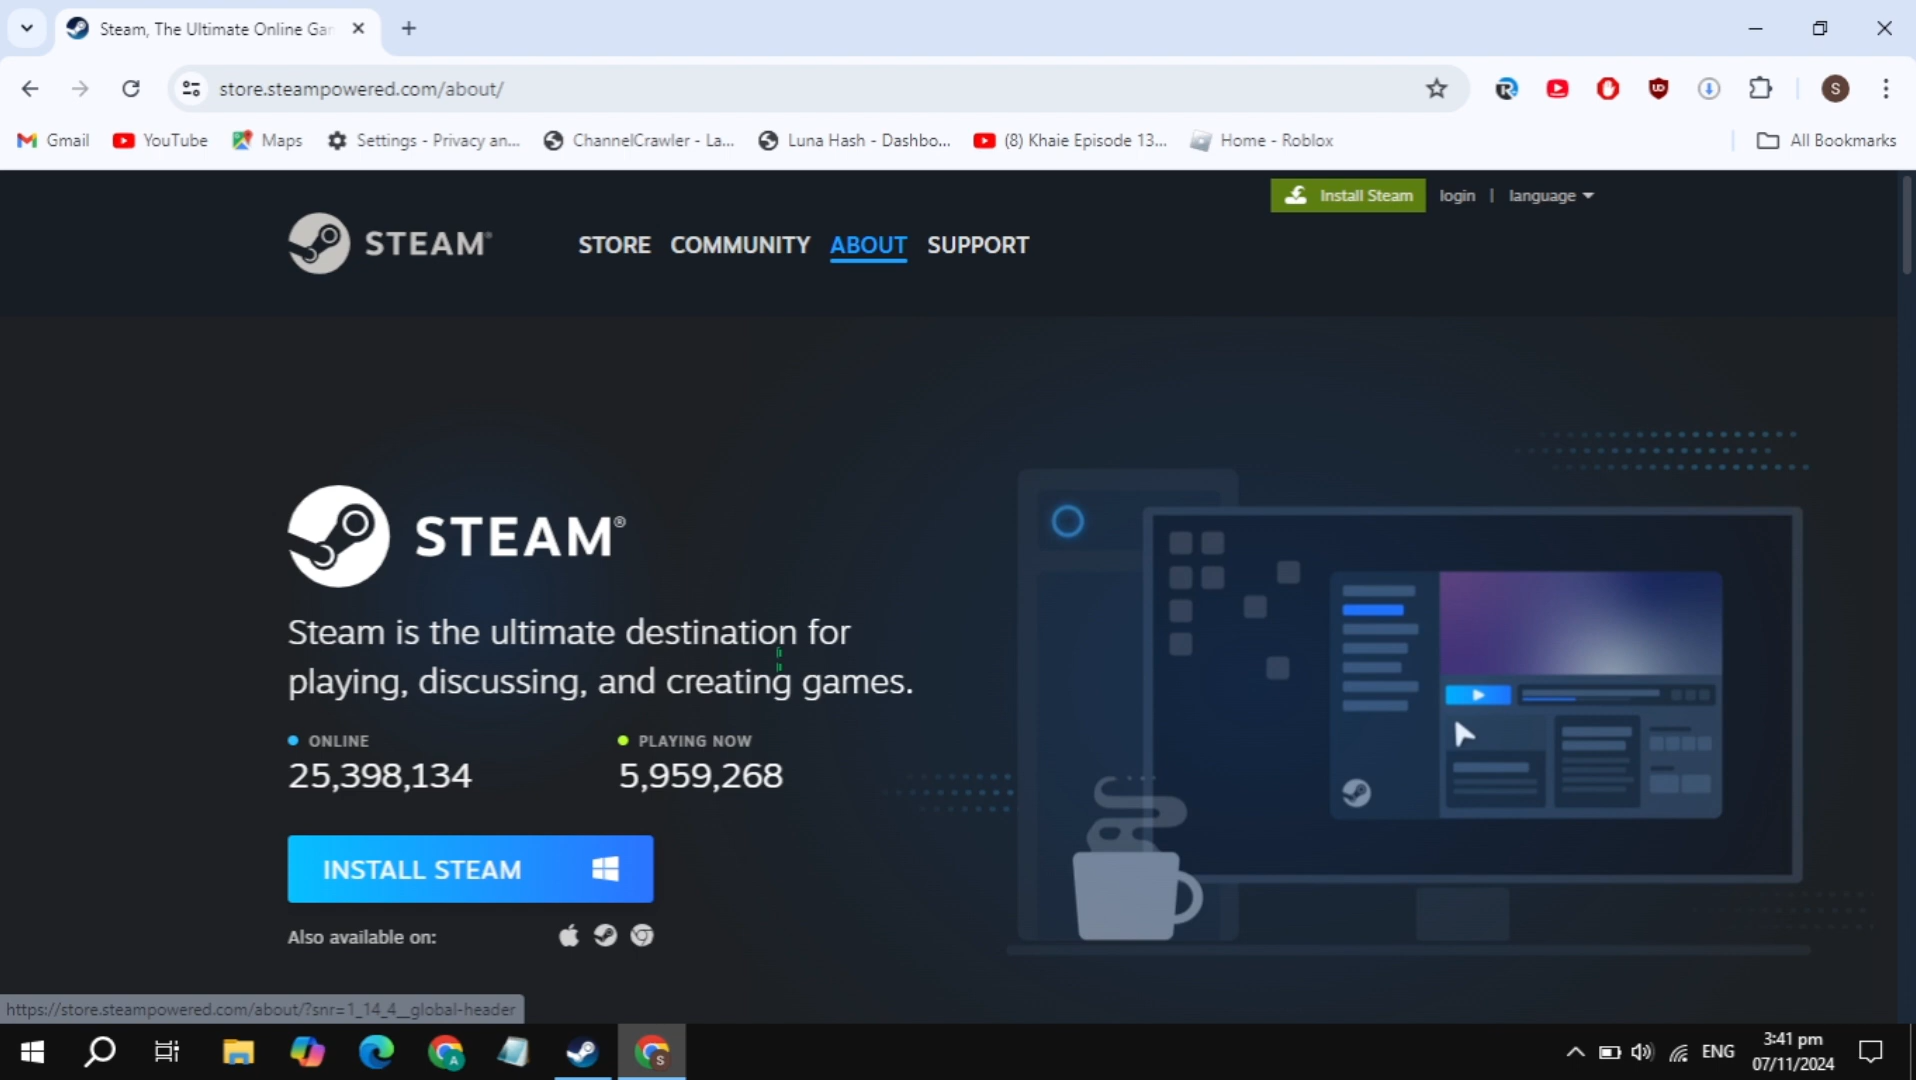 Steam, The Ultimate Online Gar
store.steampowered.com/about/
S
Gmail
YouTube
Maps
Settings - Privacy an...
ChannelCrawler - La...
Luna Hash - Dashbo...
(8) Khaie Episode 13...
Home - Roblox
All Bookmarks
Install Steam
login | language
STEAM®
STORE COMMUNITY ABOUT SUPPORT
STEAM®
Steam is the ultimate destination for
playing, discussing, and creating games.
ONLINE
25,398,134
PLAYING NOW
5,959,268
INSTALL STEAM
Also available on:
https://store.steampowered.com/about/?snr=1_14_4__global-header
A
S
ENG
3:41 pm
07/11/2024